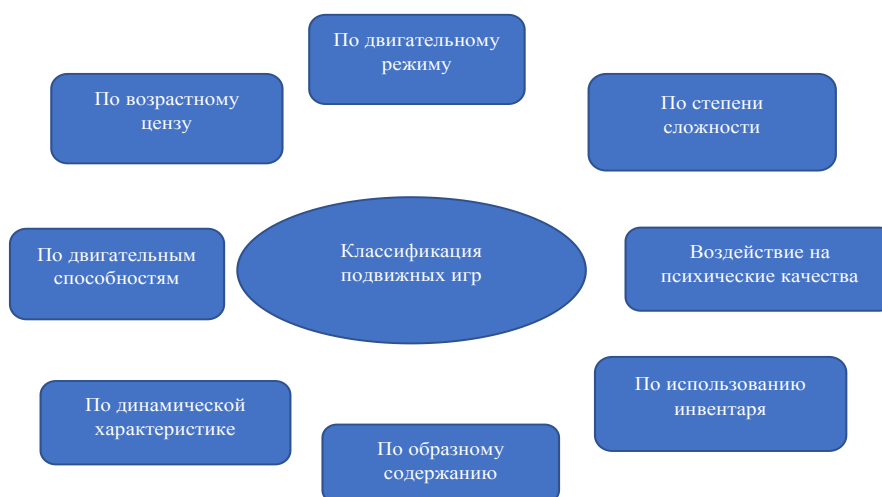 По двигательному
режиму
По возрастному
цензу
По степени
сложности
Классификация
подвижных игр
По двигательным
способностям
Воздействие на
психические качества
По динамической
характеристике
По использованию
инвентаря
По образному
содержанию